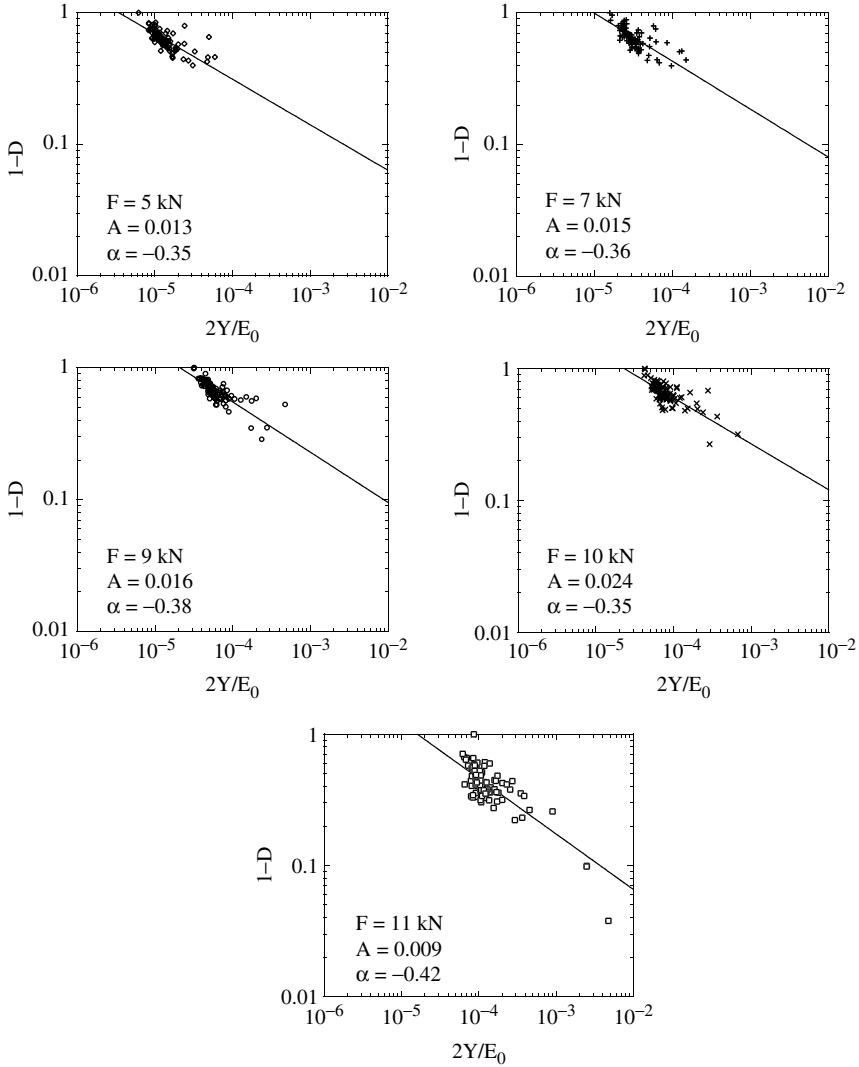 1
0.1
0.01
1−D
F = 5 kN
A = 0.013
α = −0.35
10−6 10−5 10−4 10−3 10−2
2Y/E0
1
0.1
0.01
1−D
F = 7 kN
A = 0.015
α = −0.36
10−6 10−5 10−4 10−3 10−2
2Y/E0
1
0.1
0.01
1−D
F = 9 kN
A = 0.016
α = −0.38
10−6 10−5 10−4 10−3 10−2
2Y/E0
1
0.1
0.01
1−D
F = 10 kN
A = 0.024
α = −0.35
10−6 10−5 10−4 10−3 10−2
2Y/E0
1
0.1
0.01
1−D
F = 11 kN
A = 0.009
α = −0.42
10−6 10−5 10−4 10−3 10−2
2Y/E0